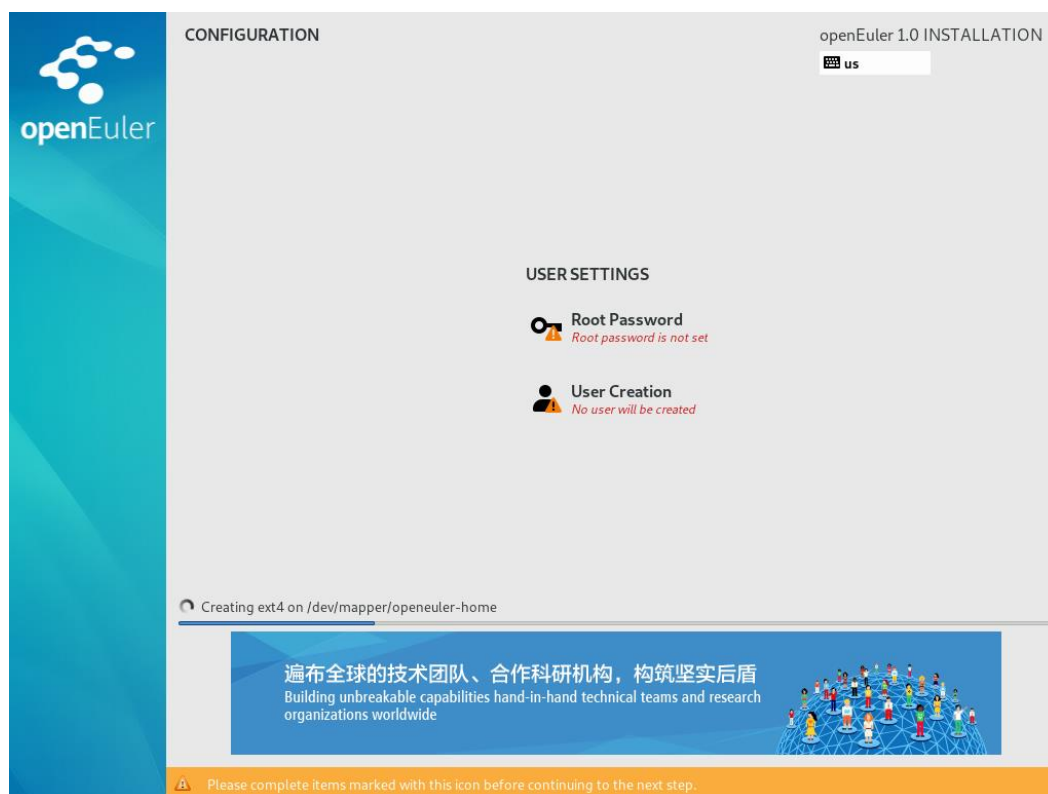 openEuler
CONFIGURATION
openEuler 1.0 INSTALLATION
us
USER SETTINGS
Root Password
Root password is not set
User Creation
No user will be created
Creating ext4 on /dev/mapper/openeuler-home
遍布全球的技术团队、合作科研机构，构筑坚实后盾
Building unbreakable capabilities hand-in-hand technical teams and research
organizations worldwide
Please complete items marked with this icon before continuing to the next step.